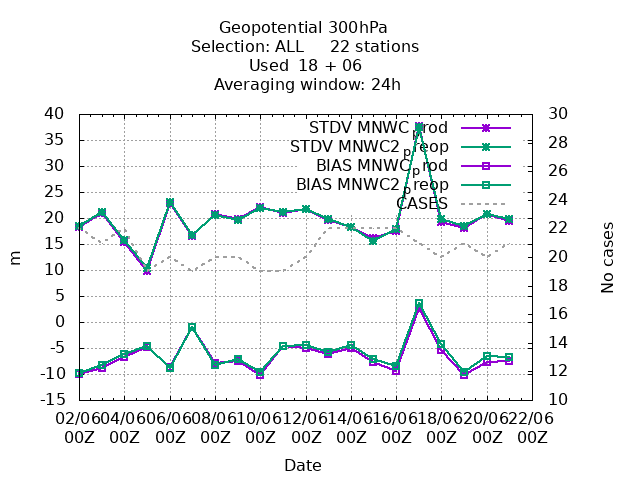 Geopotential 300hPa
Selection: ALL 22 stations
Used 18 + 06
Averaging window: 24h
40
35
30
25
20
15
10
5
0
-5
-10
-15
m
STDV MNWC_prod
STDV MNWC2_preop
BIAS MNWC_prod
BIAS MNWC2_preop
CASES
30
28
26
24
22
20
18
16
14
12
10
No cases
02/06 04/06 06/06 08/06 10/06 12/06 14/06 16/06 18/06 20/06 22/06
00Z 00Z 00Z 00Z 00Z 00Z 00Z 00Z 00Z 00Z 00Z
Date